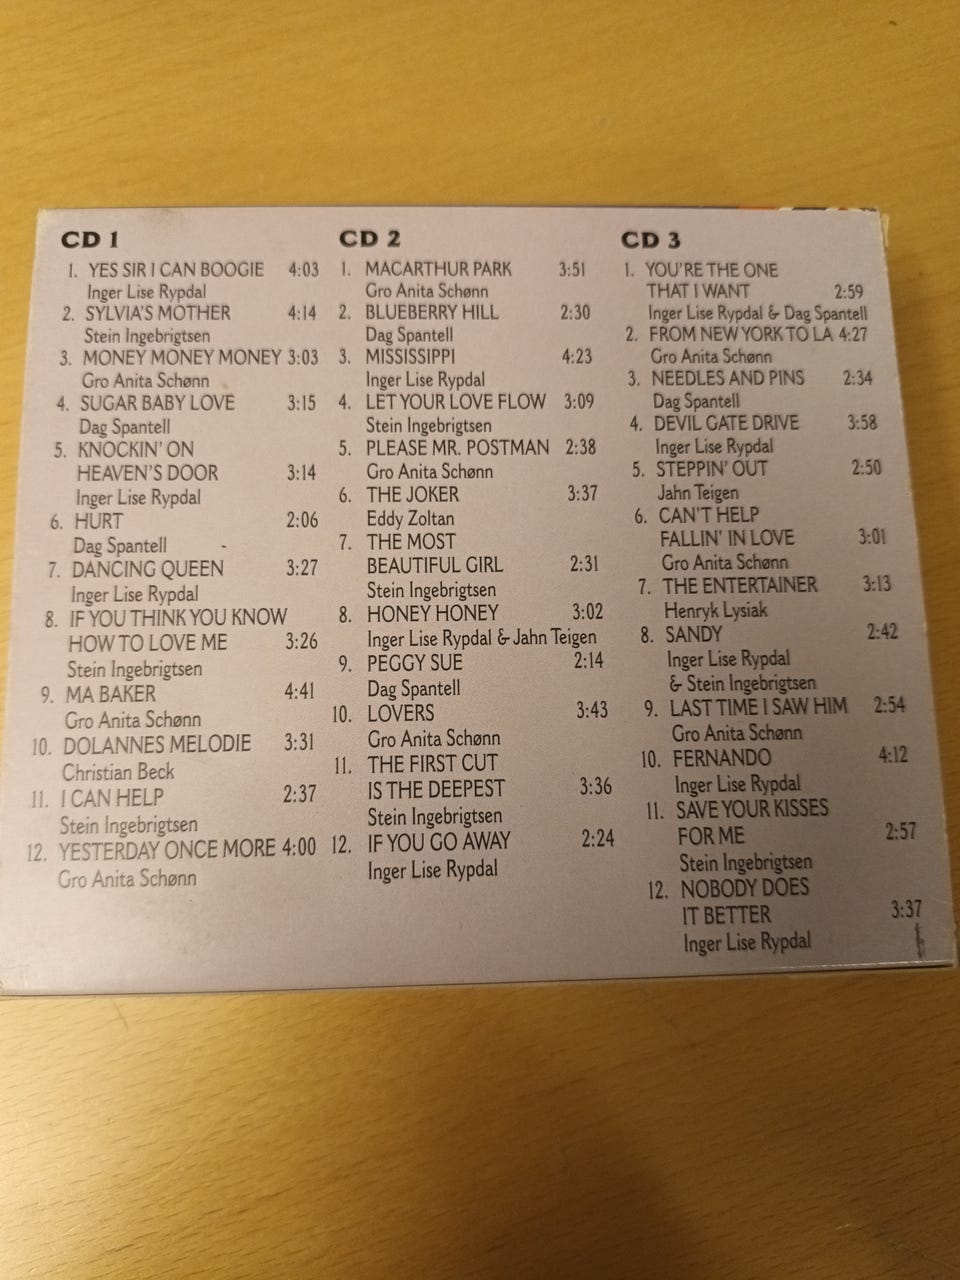 CD 1
1. YES SIR I CAN BOOGIE 4:03
Inger Lise Rypdal
2. SYLVIA'S MOTHER 4:14
Stein Ingebrigtsen
3. MONEY MONEY MONEY 3:03
Gro Anita Schønn
4. SUGAR BABY LOVE 3:15
Dag Spantell
5. KNOCKIN' ON
HEAVEN'S DOOR 3:14
Inger Lise Rypdal
6. HURT 2:06
Dag Spantell
7. DANCING QUEEN 3:27
Inger Lise Rypdal
8. IF YOU THINK YOU KNOW
HOW TO LOVE ME 3:26
Stein Ingebrigtsen
9. MA BAKER 4:41
Gro Anita Schønn
10. DOLANNES MELODIE 3:31
Christian Beck
11. I CAN HELP 2:37
Stein Ingebrigtsen
12. YESTERDAY ONCE MORE 4:00
Gro Anita Schønn
CD 2
1. MACARTHUR PARK 3:51
Gro Anita Schønn
2. BLUEBERRY HILL 2:30
Dag Spantell
3. MISSISSIPPI 4:23
Inger Lise Rypdal
4. LET YOUR LOVE FLOW 3:09
Stein Ingebrigtsen
5. PLEASE MR. POSTMAN 2:38
Gro Anita Schønn
6. THE JOKER 3:37
Eddy Zoltan
7. THE MOST
BEAUTIFUL GIRL 2:31
Stein Ingebrigtsen
8. HONEY HONEY 3:02
Inger Lise Rypdal & Jahn Teigen
9. PEGGY SUE 2:14
Dag Spantell
10. LOVERS 3:43
Gro Anita Schønn
11. THE FIRST CUT
IS THE DEEPEST 3:36
Stein Ingebrigtsen
12. IF YOU GO AWAY 2:24
Inger Lise Rypdal
CD 3
1. YOU'RE THE ONE
THAT I WANT 2:59
Inger Lise Rypdal & Dag Spantell
2. FROM NEW YORK TO LA 4:27
Gro Anita Schønn
3. NEEDLES AND PINS 2:34
Dag Spantell
4. DEVIL GATE DRIVE 3:58
Inger Lise Rypdal
5. STEPPIN' OUT 2:50
Jahn Teigen
6. CAN'T HELP
FALLIN' IN LOVE 3:01
Gro Anita Schønn
7. THE ENTERTAINER 3:13
Henryk Lysiak
8. SANDY 2:42
Inger Lise Rypdal
& Stein Ingebrigtsen
9. LAST TIME I SAW HIM 2:54
Gro Anita Schønn
10. FERNANDO 4:12
Inger Lise Rypdal
11. SAVE YOUR KISSES
FOR ME 2:57
Stein Ingebrigtsen
12. NOBODY DOES
IT BETTER 3:37
Inger Lise Rypdal